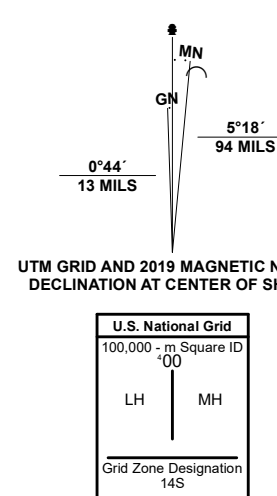 MN
GN
5°18´
94 MILS
0°44´
13 MILS
UTM GRID AND 2019 MAGNETIC N
DECLINATION AT CENTER OF SH
U.S. National Grid
100,000 - m Square ID
⁴00
LH MH
Grid Zone Designation
14S